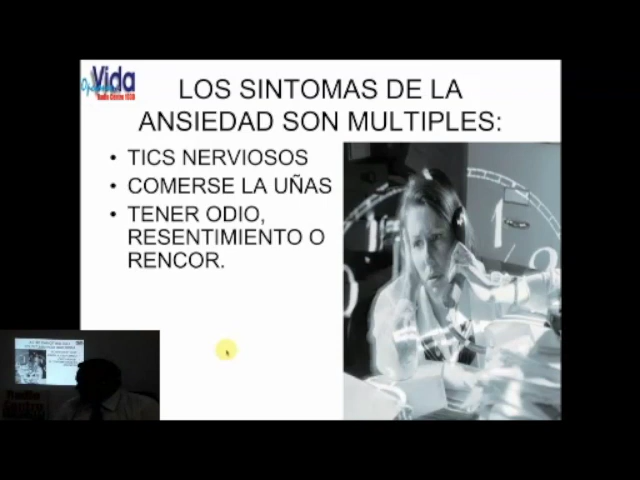 Vida
LOS SINTOMAS DE LA
ANSIEDAD SON MULTIPLES:
• TICS NERVIOSOS
• COMERSE LA UÑAS
• TENER ODIO,
RESENTIMIENTO O
RENCOR.